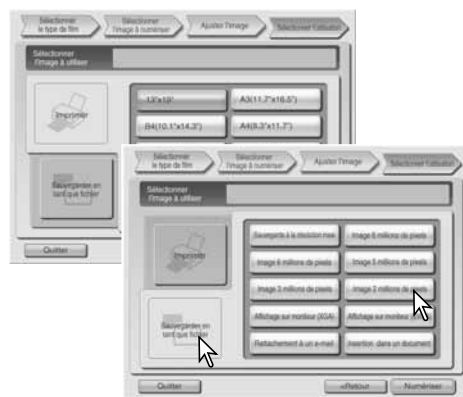 Sélectionner
le type de film
Sélectionner
l'image à numériser
Ajuster l'image
Sélectionner l'utilisation
Sélectionner
l'image à utiliser
Imprimer
Sauvegarder en
tant que fichier
13"x19"
A3(11.7"x16.5")
B4(10.1"x14.3")
A4(8.3"x11.7")
Quitter
Sélectionner
le type de film
Sélectionner
l'image à numériser
Ajuster l'image
Sélectionner l'utilisation
Sélectionner
l'image à utiliser
Imprimer
Sauvegarder en
tant que fichier
Sauvegarde à la résolution maxi
Image 8 millions de pixels
Image 6 millions de pixels
Image 5 millions de pixels
Image 3 millions de pixels
Image 2 millions de pixels
Affichage sur moniteur (XGA)
Affichage sur moniteur
Rattachement à un e-mail
Insertion dans un document
Quitter
<Retour
Numériser